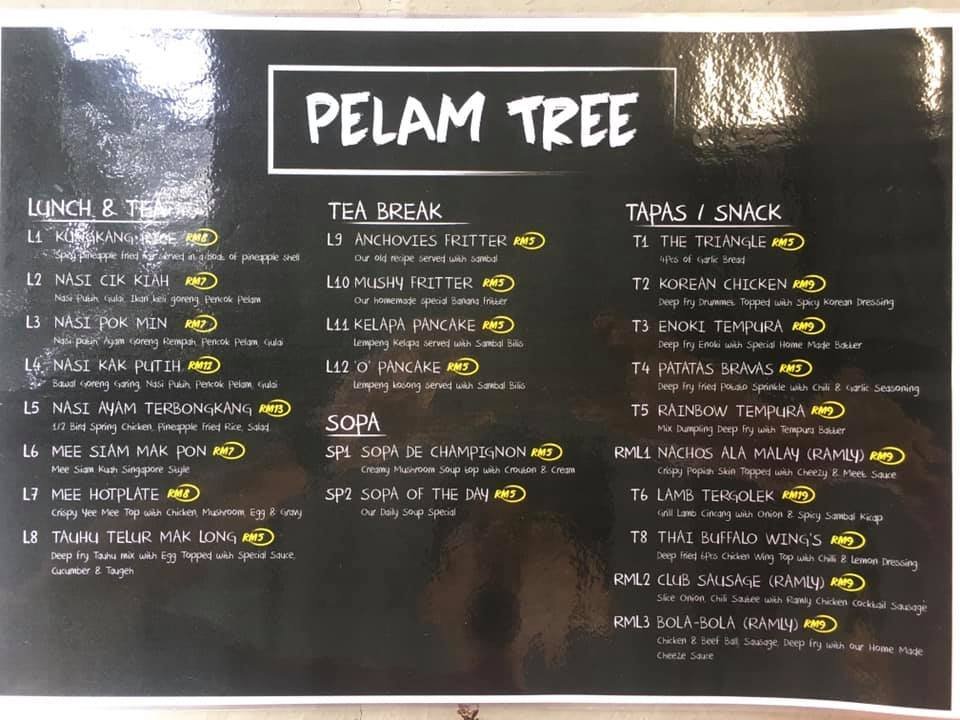 PELAM TREE
LUNCH & TEA
L1 KUNGKANG RICE RM8
Spicy pineapple fried rice served in a boat of pineapple shell
L2 NASI CIK KIAH RM7
Nasi Putih, Gulai, Ikan keli goreng, Pencok Pelam
L3 NASI POK MIN RM7
Nasi putih Ayam Goreng Rempah, Pencok Pelam, Gulai
L4 NASI KAK PUTIH RM12
Bawal Goreng Garing, Nasi Putih, Pencok Pelam, Gulai
L5 NASI AYAM TERBONGKANG RM13
1/2 Bird Spring Chicken, Pineapple Fried Rice, Salad
L6 MEE SIAM MAK PON RM7
Mee Siam Kuah Singapore Style
L7 MEE HOTPLATE RM8
Crispy Yee Mee Top with Chicken, Mushroom, Egg & Gravy
L8 TAUHU TELUR MAK LONG RM5
Deep fry Tauhu mix with Egg Topped with Special Sauce,
Cucumber & Taugeh
TEA BREAK
L9 ANCHOVIES FRITTER RM5
Our old recipe served with sambal
L10 MUSHY FRITTER RM5
Our homemade special Banana fritter
L11 KELAPA PANCAKE RM5
Lempeng Kelapa served with Sambal Bilis
L12 'O' PANCAKE RM5
Lempeng kosong served with Sambal Bilis
SOPA
SP1 SOPA DE CHAMPIGNON RM5
Creamy Mushroom Soup top with Crouton & Cream
SP2 SOPA OF THE DAY RM5
Our Daily Soup Special
TAPAS / SNACK
T1 THE TRIANGLE RM5
4Pcs of Garlic Bread
T2 KOREAN CHICKEN RM9
Deep fry Drummet Topped with Spicy Korean Dressing
T3 ENOKI TEMPURA RM9
Deep fry Enoki with Special Home Made Batter
T4 PATATAS BRAVAS RM5
Deep fry fried Potato Sprinkle with Chili & Garlic Seasoning
T5 RAINBOW TEMPURA RM9
Mix Dumpling Deep fry with Tempura Batter
RML1 NACHOS ALA MALAY (RAMLY) RM9
Crispy Popiah Skin Topped with Cheezy & Meet Sauce
T6 LAMB TERGOLEK RM19
Grill Lamb Cincang with Onion & Spicy Sambal Kicap
T8 THAI BUFFALO WING'S RM9
Deep fried 6Pcs Chicken Wing Top with Chilli & Lemon Dressing
RML2 CLUB SAUSAGE (RAMLY) RM9
Slice Onion, Chili Sautee with Ramly Chicken Cocktail Sausage
RML3 BOLA-BOLA (RAMLY) RM9
Chicken & Beef Ball, Sausage, Deep fry with our Home Made
Cheeze Sauce